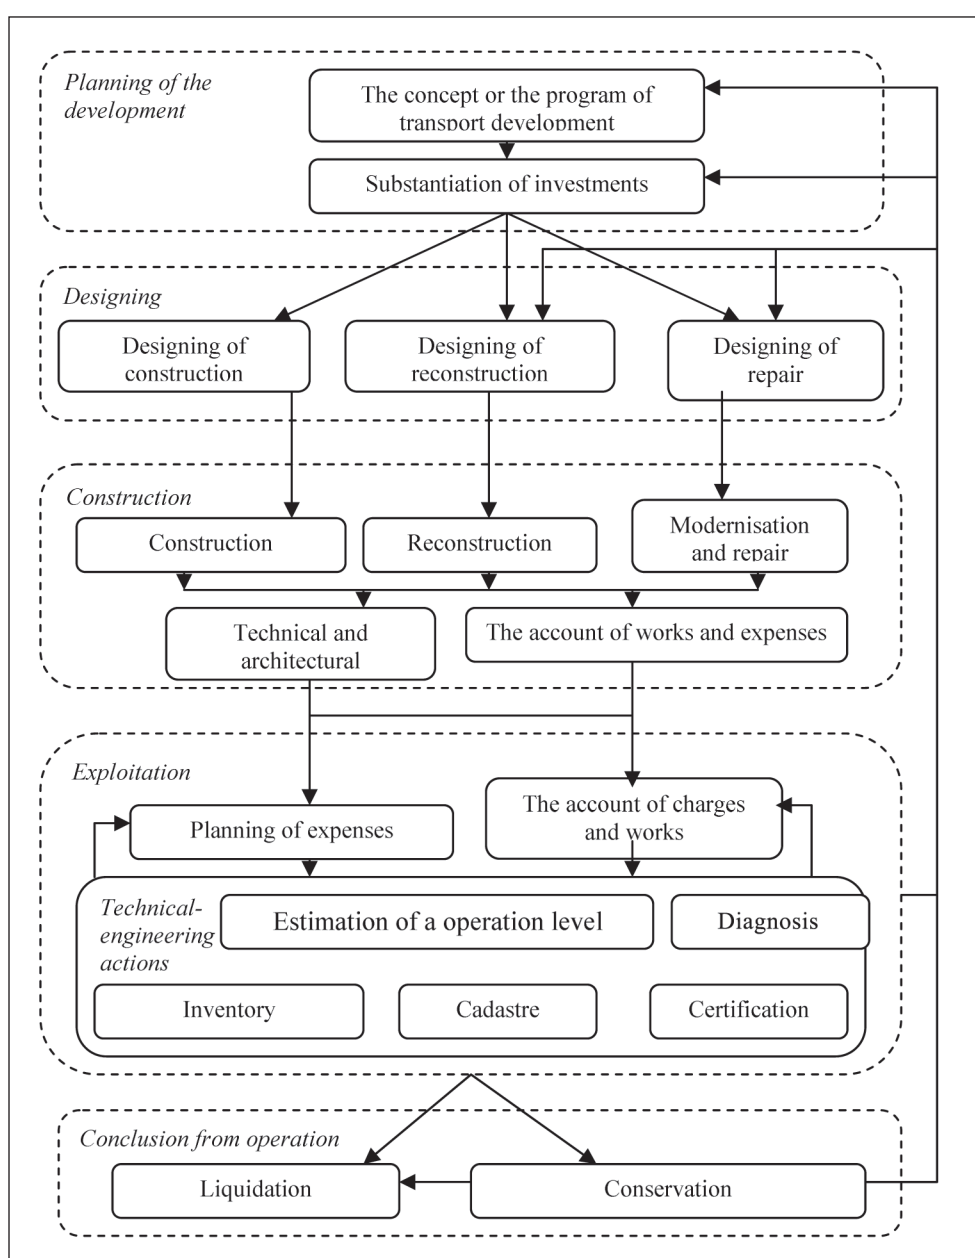 Planning of the
development
The concept or the program of
transport development
Substantiation of investments
Designing
Designing of
construction
Designing of
reconstruction
Designing of
repair
Construction
Construction
Reconstruction
Modernisation
and repair
Technical and
architectural
The account of works and expenses
Exploitation
Planning of expenses
The account of charges
and works
Technical-
engineering
actions
Estimation of a operation level
Diagnosis
Inventory
Cadastre
Certification
Conclusion from operation
Liquidation
Conservation